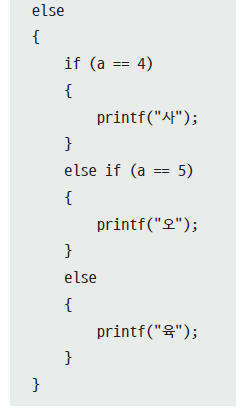 else
{
    if (a == 4)
    {
        printf("사");
    }
    else if (a == 5)
    {
        printf("오");
    }
    else
    {
        printf("육");
    }
}